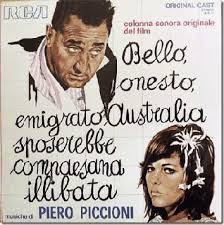 RCA
ORIGINAL CAST
colonna sonora originale
del film
Bello,
onesto,
emigrato Australia
sposerebbe
compaesana
illibata
musiche di PIERO PICCIONI